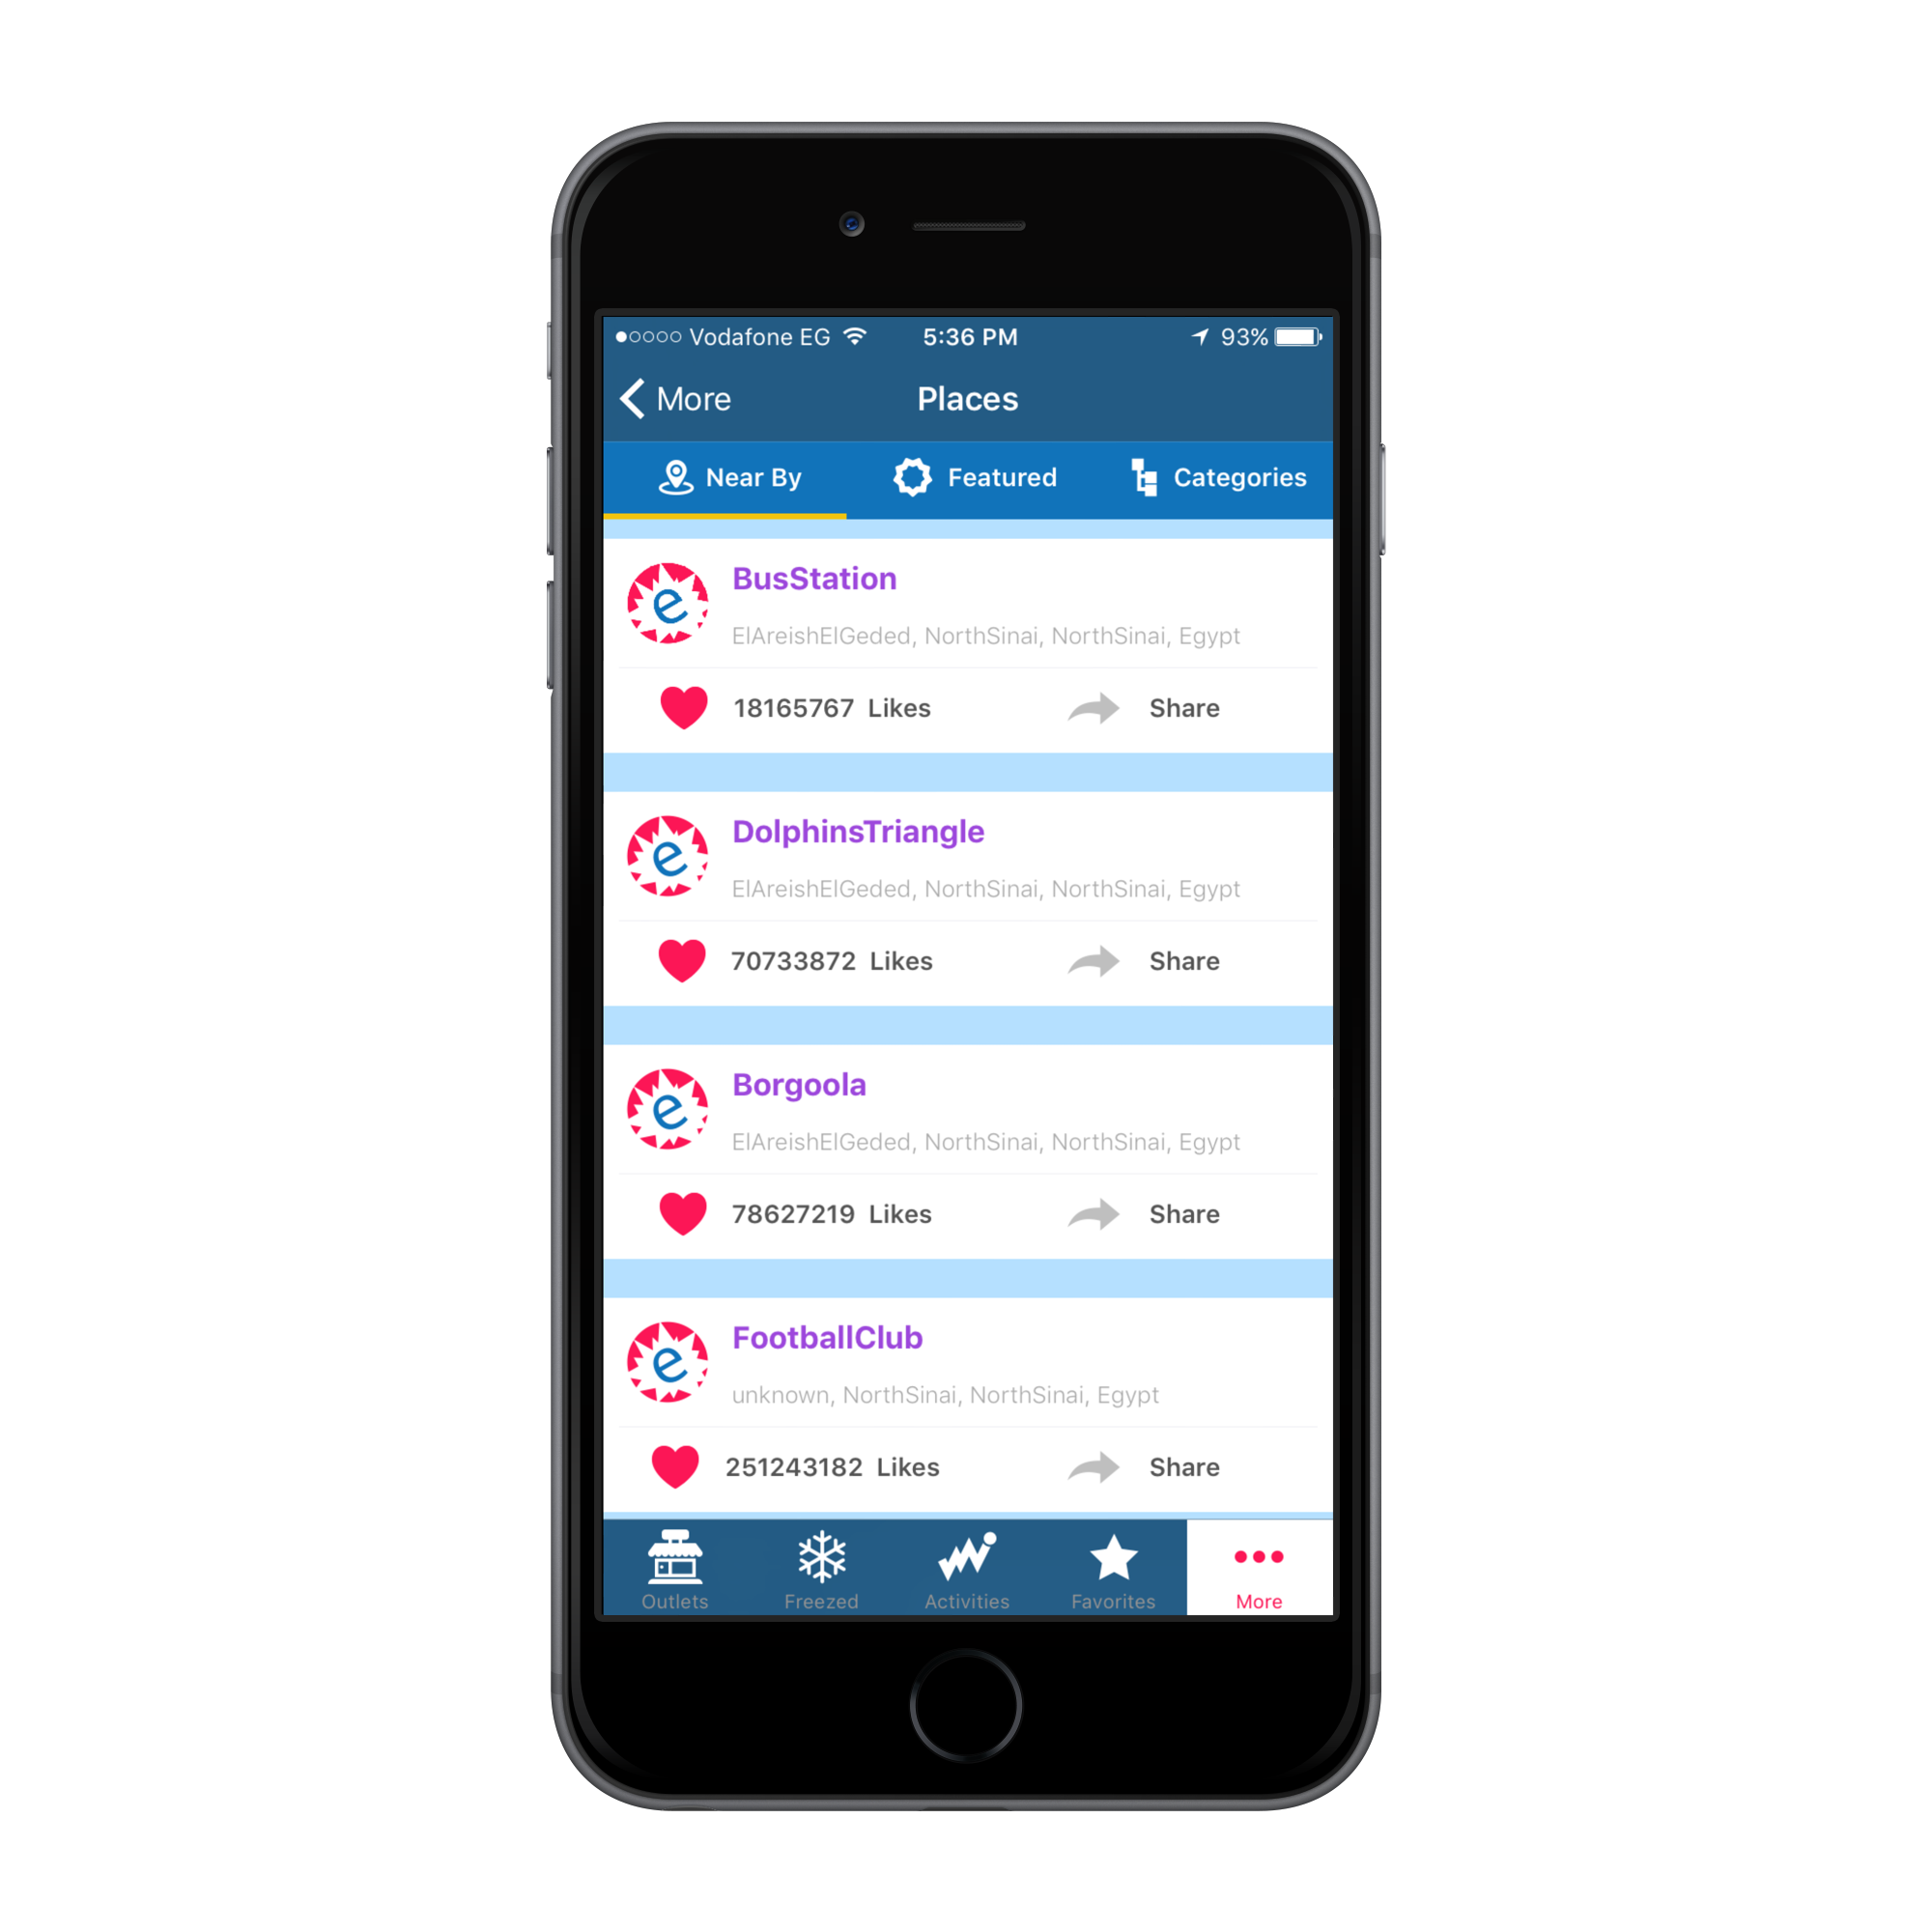 Vodafone EG 5:36 PM 93%
More Places
Near By Featured Categories
e BusStation
ElAreishElGeded, NorthSinai, NorthSinai, Egypt
18165767 Likes Share
e DolphinsTriangle
ElAreishElGeded, NorthSinai, NorthSinai, Egypt
70733872 Likes Share
e Borgoola
ElAreishElGeded, NorthSinai, NorthSinai, Egypt
78627219 Likes Share
e FootballClub
unknown, NorthSinai, NorthSinai, Egypt
251243182 Likes Share
Outlets Freezed Activities Favorites More